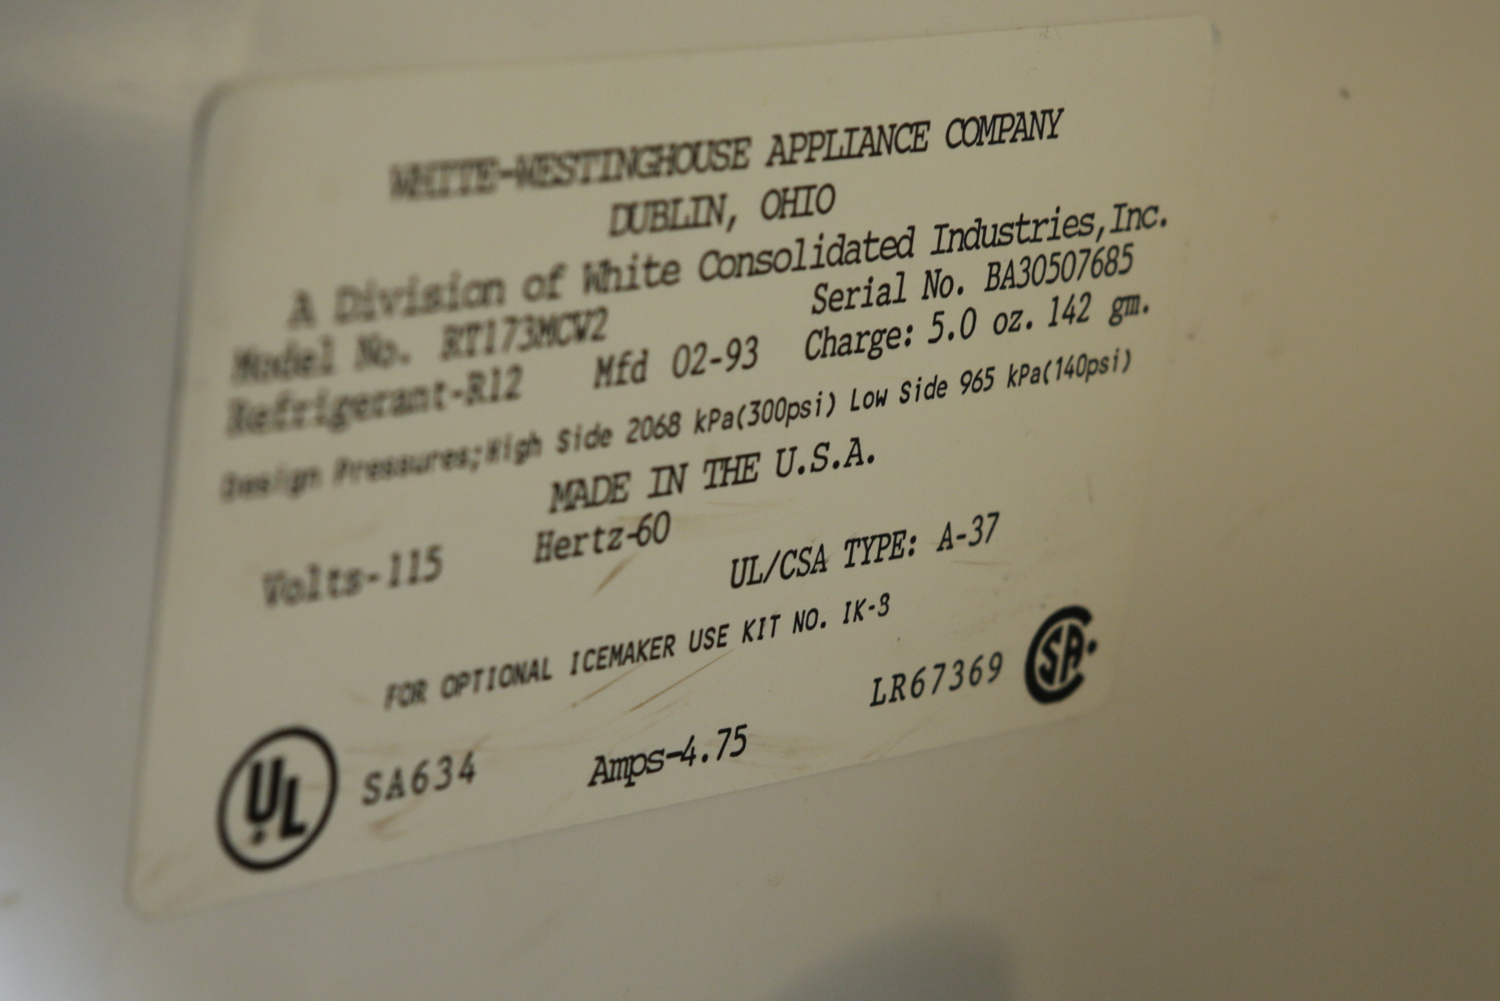 WHITE-WESTINGHOUSE APPLIANCE COMPANY
DUBLIN, OHIO
A Division of White Consolidated Industries,Inc.
Model No. RT173MCW2 Serial No. BA30507685
Refrigerant-R12 Mfd 02-93 Charge: 5.0 oz. 142 gm.
Design Pressures;High Side 2068 kPa(300psi) Low Side 965 kPa(140psi)
MADE IN THE U.S.A.
Volts-115 Hertz-60
UL/CSA TYPE: A-37
FOR OPTIONAL ICEMAKER USE KIT NO. IK-3
UL SA634 Amps-4.75 LR67369 CSA